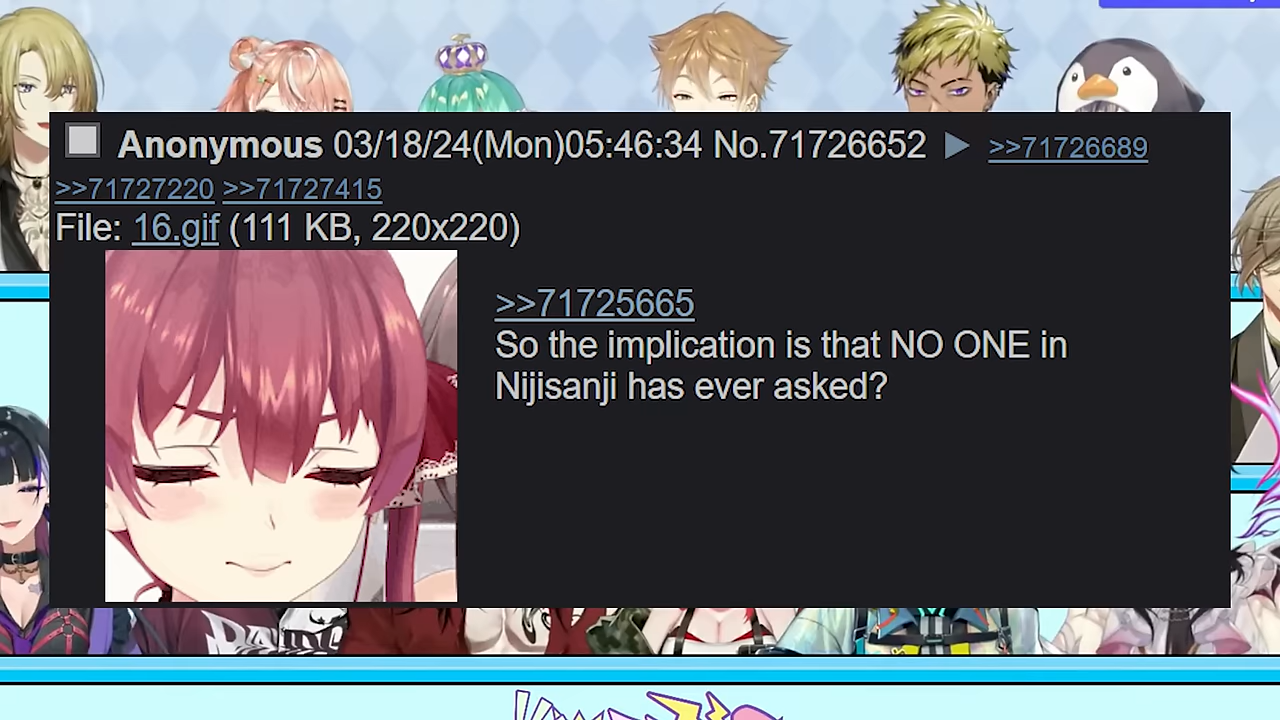 Anonymous 03/18/24(Mon)05:46:34 No.71726652 ▶ >>71726689
>>71727220 >>71727415
File: 16.gif (111 KB, 220x220)
>>71725665
So the implication is that NO ONE in
Nijisanji has ever asked?